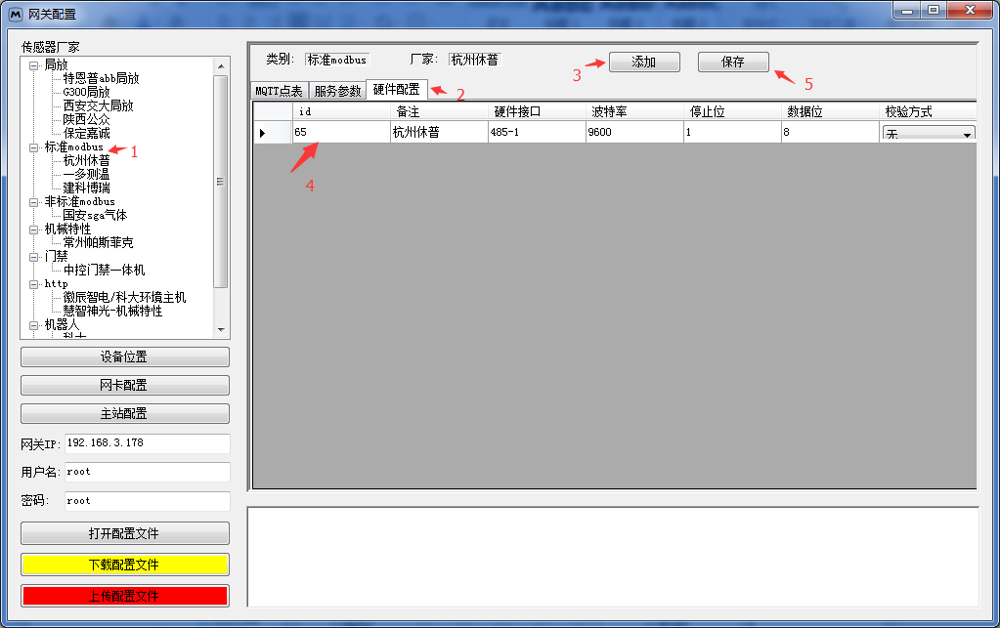 网关配置
传感器厂家
局放
特恩普abb局放
G300局放
西安交大局放
陕西公众
保定嘉诚
标准modbus
1
杭州休普
一多测温
建科博瑞
非标准modbus
国安sga气体
机械特性
常州帕斯菲克
门禁
中控门禁一体机
http
徽辰智电/科大环境主机
慧智神光-机械特性
机器人
科大
设备位置
网卡配置
主站配置
网关IP: 192.168.3.178
用户名: root
密码: root
打开配置文件
下载配置文件
上传配置文件
类别: 标准modbus 厂家: 杭州休普 3 添加 保存 5
MQTT点表 服务参数 硬件配置 2
id 备注 硬件接口 波特率 停止位 数据位 校验方式
65 杭州休普 485-1 9600 1 8 无
4